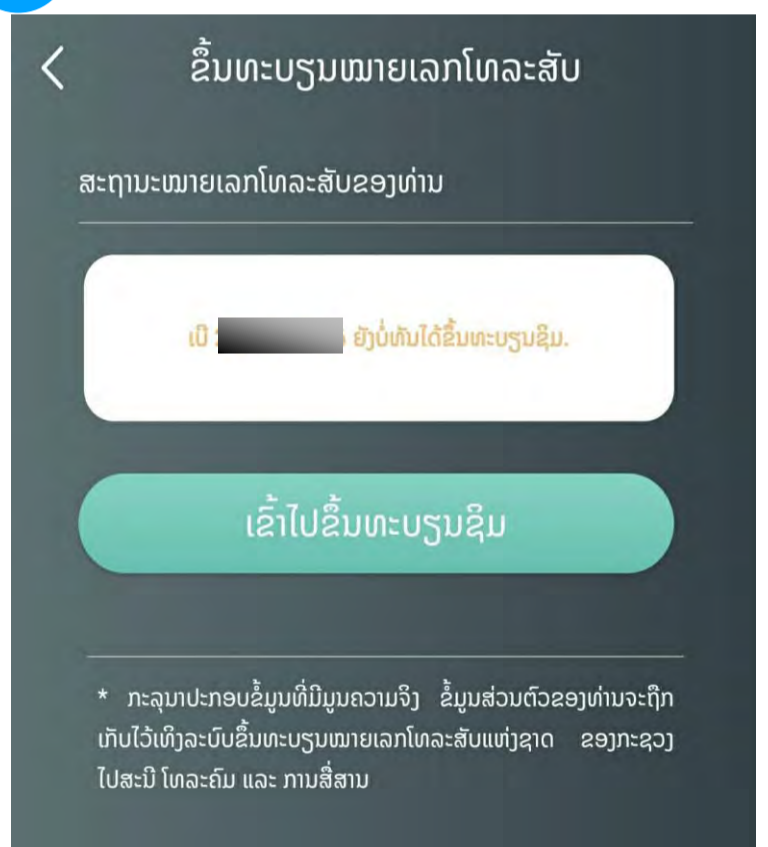 ຂຶ້ນທະບຽນໝາຍເລກໂທລະສັບ
ສະຖານະໝາຍເລກໂທລະສັບຂອງທ່ານ
ເບີ ຍັງບໍ່ທັນໄດ້ຂຶ້ນທະບຽນຊິມ.
ເຂົ້າໄປຂຶ້ນທະບຽນຊິມ
* ກະລຸນາປະກອບຂໍ້ມູນທີ່ມີມູນຄວາມຈິງ ຂໍ້ມູນສ່ວນຕົວຂອງທ່ານຈະຖືກ
ເກັບໄວ້ເທິງລະບົບຂຶ້ນທະບຽນໝາຍເລກໂທລະສັບແຫ່ງຊາດ ຂອງກະຊວງ
ໄປສະນີ ໂທລະຄົມ ແລະ ການສື່ສານ